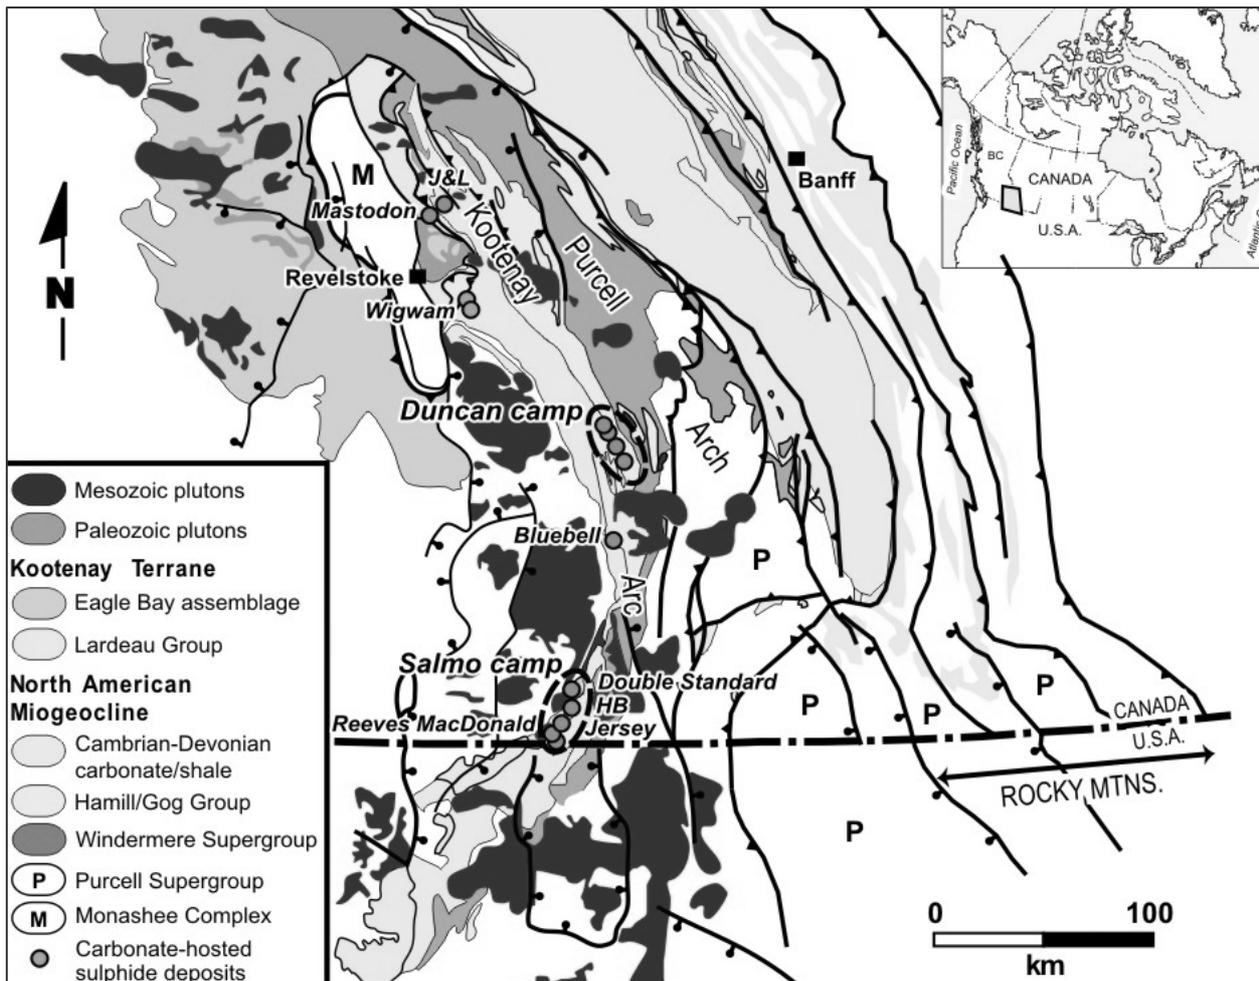 Pacific Ocean
BC
CANADA
U.S.A.
Banff
M
J&L
Mastodon
Kootenay
Purcell
N
Revelstoke
Wigwam
Duncan camp
Arch
Mesozoic plutons
Paleozoic plutons
Bluebell
P
Kootenay Terrane
Eagle Bay assemblage
Arc
Lardeau Group
Salmo camp
Double Standard
North American
Miogeocline
P
P
P
HB
Reeves MacDonald
Jersey
CANADA
U.S.A.
Cambrian-Devonian
carbonate/shale
ROCKY MTNS.
Hamill/Gog Group
Windermere Supergroup
P
P Purcell Supergroup
M Monashee Complex
0 100
km
Carbonate-hosted
sulphide deposits